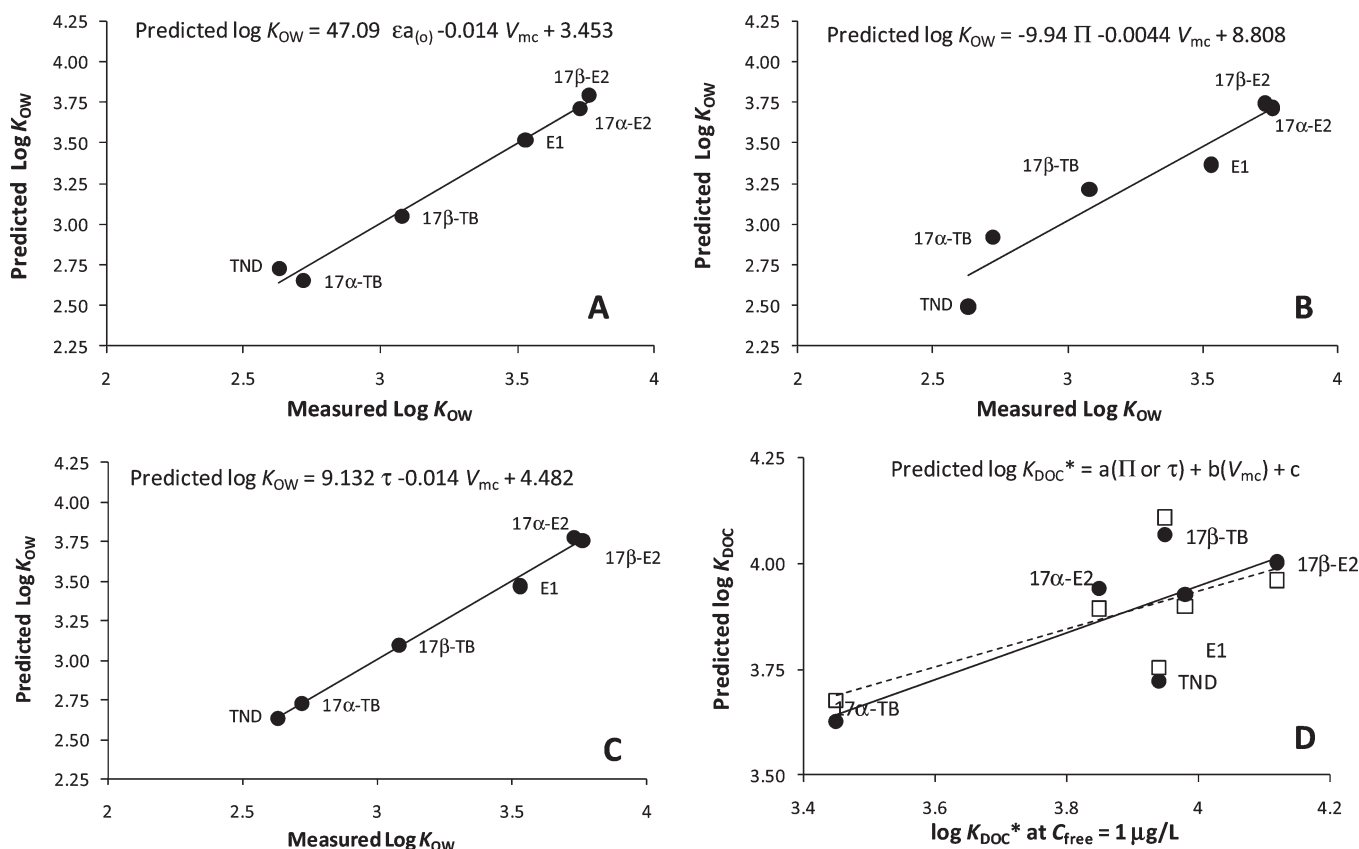 Predicted log KOW = 47.09 εa(o) -0.014 Vmc + 3.453
4.25
4.00
3.75
3.50
3.25
3.00
2.75
2.50
2.25
Predicted Log KOW
17β-E2
17α-E2
E1
17β-TB
TND
17α-TB
A
2
2.5
3
3.5
4
Measured Log KOW
Predicted log KOW = -9.94 Π -0.0044 Vmc + 8.808
4.25
4.00
3.75
3.50
3.25
3.00
2.75
2.50
2.25
Predicted Log KOW
17β-E2
17α-E2
E1
17β-TB
17α-TB
TND
B
2
2.5
3
3.5
4
Measured Log KOW
Predicted log KOW = 9.132 τ -0.014 Vmc + 4.482
4.25
4.00
3.75
3.50
3.25
3.00
2.75
2.50
2.25
Predicted Log KOW
17α-E2
17β-E2
E1
17β-TB
17α-TB
TND
C
2
2.5
3
3.5
4
Measured Log KOW
Predicted log KDOC* = a(Π or τ) + b(Vmc) + c
4.25
4.00
3.75
3.50
Predicted log KDOC
17β-TB
17β-E2
17α-E2
E1
TND
17α-TB
D
3.4
3.6
3.8
4
4.2
log KDOC* at Cfree = 1 μg/L